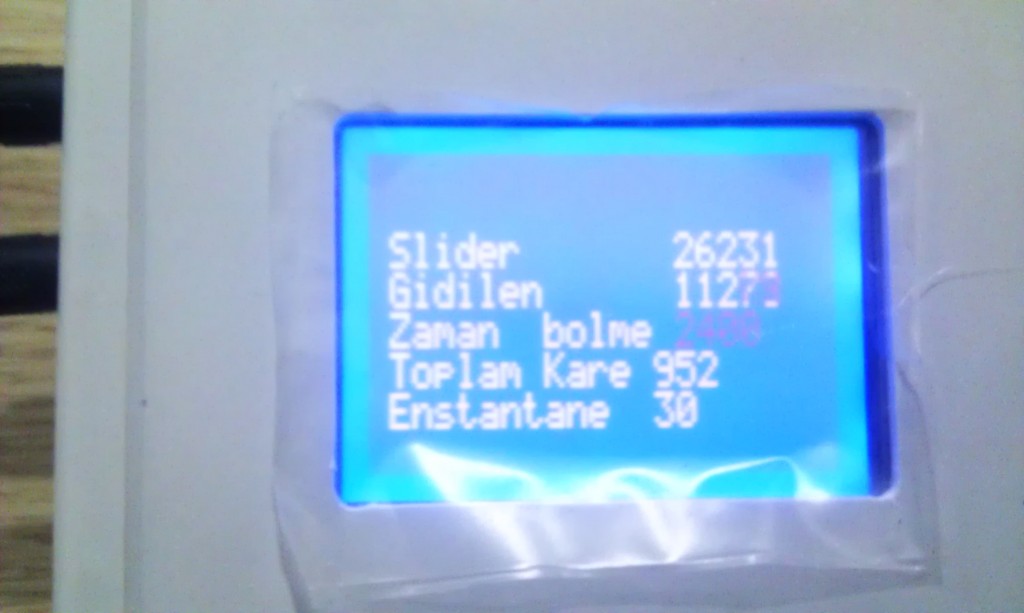 Slider 26231
Gidilen
Zaman bolme
Toplam Kare 952
Enstantane 30